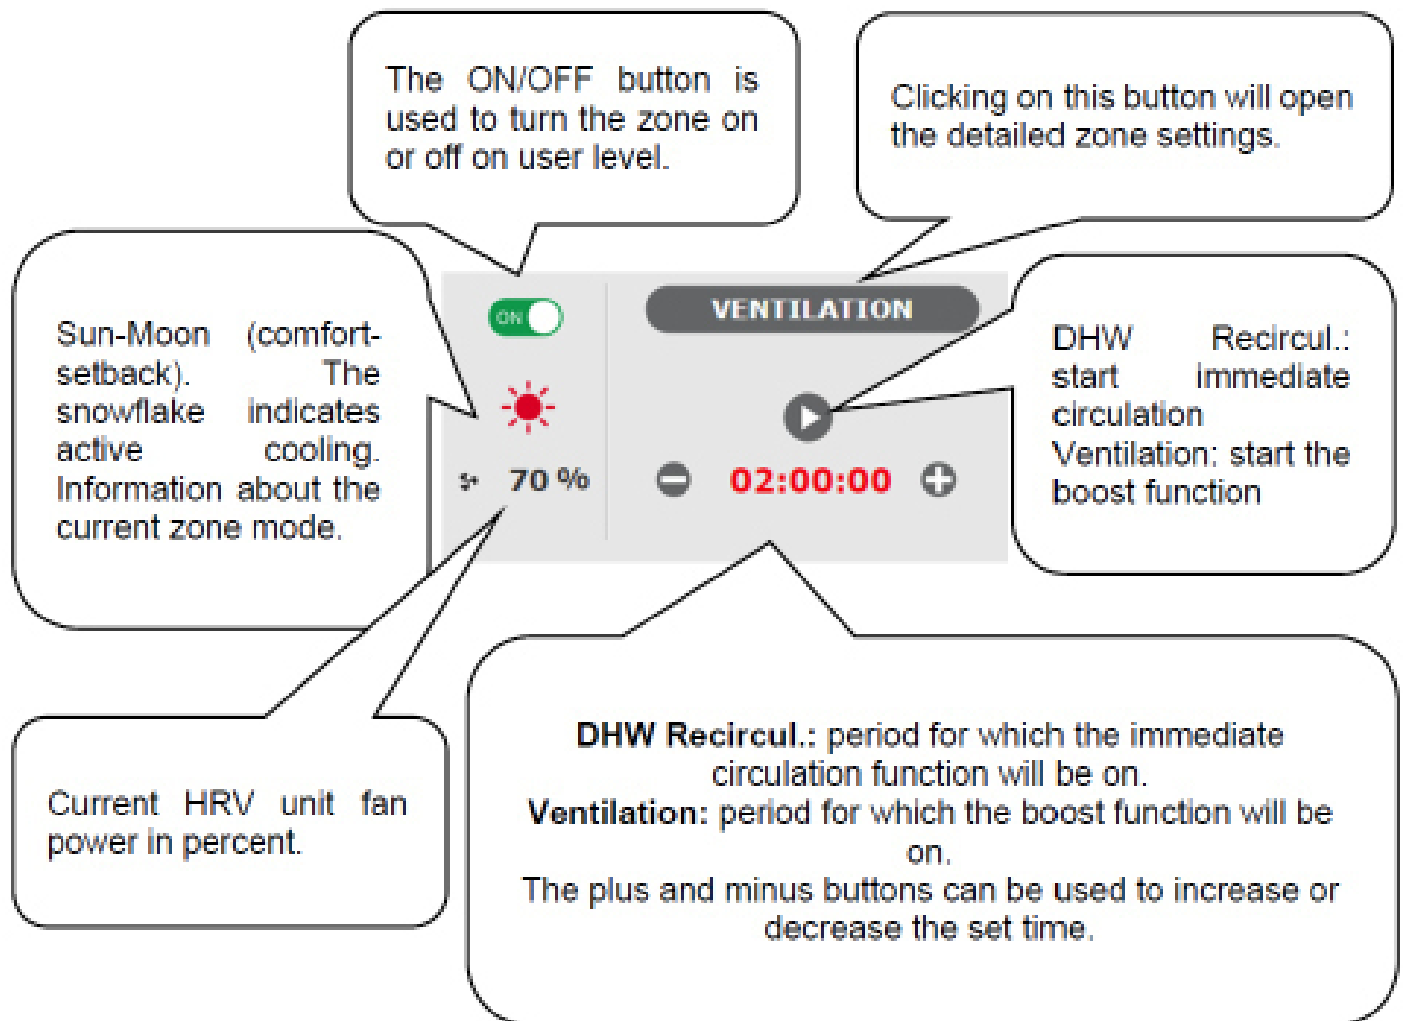 The ON/OFF button is
used to turn the zone on
or off on user level.
Clicking on this button will open
the detailed zone settings.
Sun-Moon (comfort-
setback). The
snowflake indicates
active cooling.
Information about the
current zone mode.
ON
VENTILATION
70 %
02:00:00
DHW Recircul.:
start immediate
circulation
Ventilation: start the
boost function
Current HRV unit fan
power in percent.
DHW Recircul.: period for which the immediate
circulation function will be on.
Ventilation: period for which the boost function will be
on.
The plus and minus buttons can be used to increase or
decrease the set time.